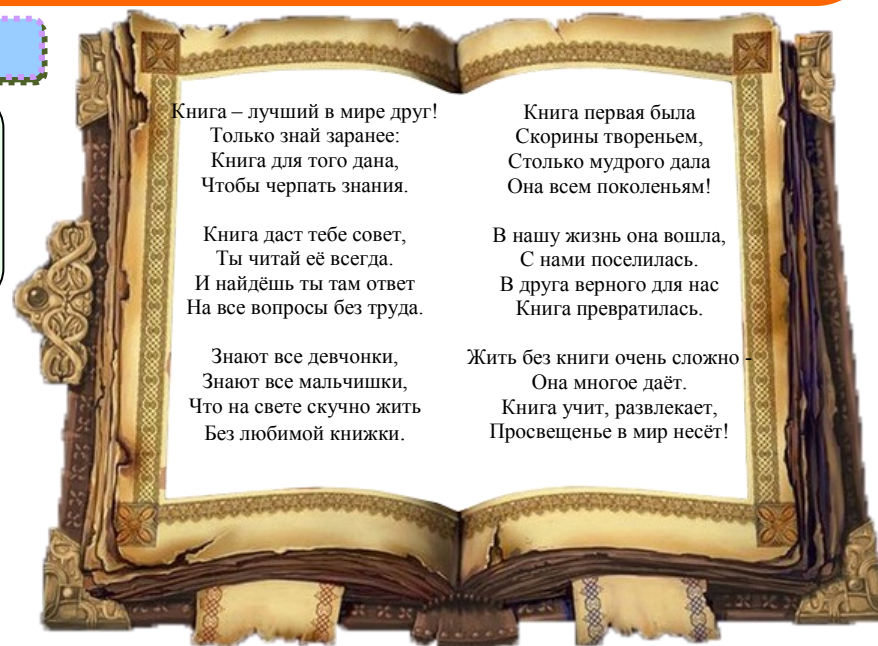 Книга – лучший в мире друг!
Только знай заранее:
Книга для того дана,
Чтобы черпать знания.
Книга даст тебе совет,
Ты читай её всегда.
И найдёшь ты там ответ
На все вопросы без труда.
Знают все девчонки,
Знают все мальчишки,
Что на свете скучно жить
Без любимой книжки.
Книга первая была
Скорины твореньем,
Столько мудрого дала
Она всем поколеньям!
В нашу жизнь она вошла,
С нами поселилась.
В друга верного для нас
Книга превратилась.
Жить без книги очень сложно -
Она многое даёт.
Книга учит, развлекает,
Просвещенье в мир несёт!